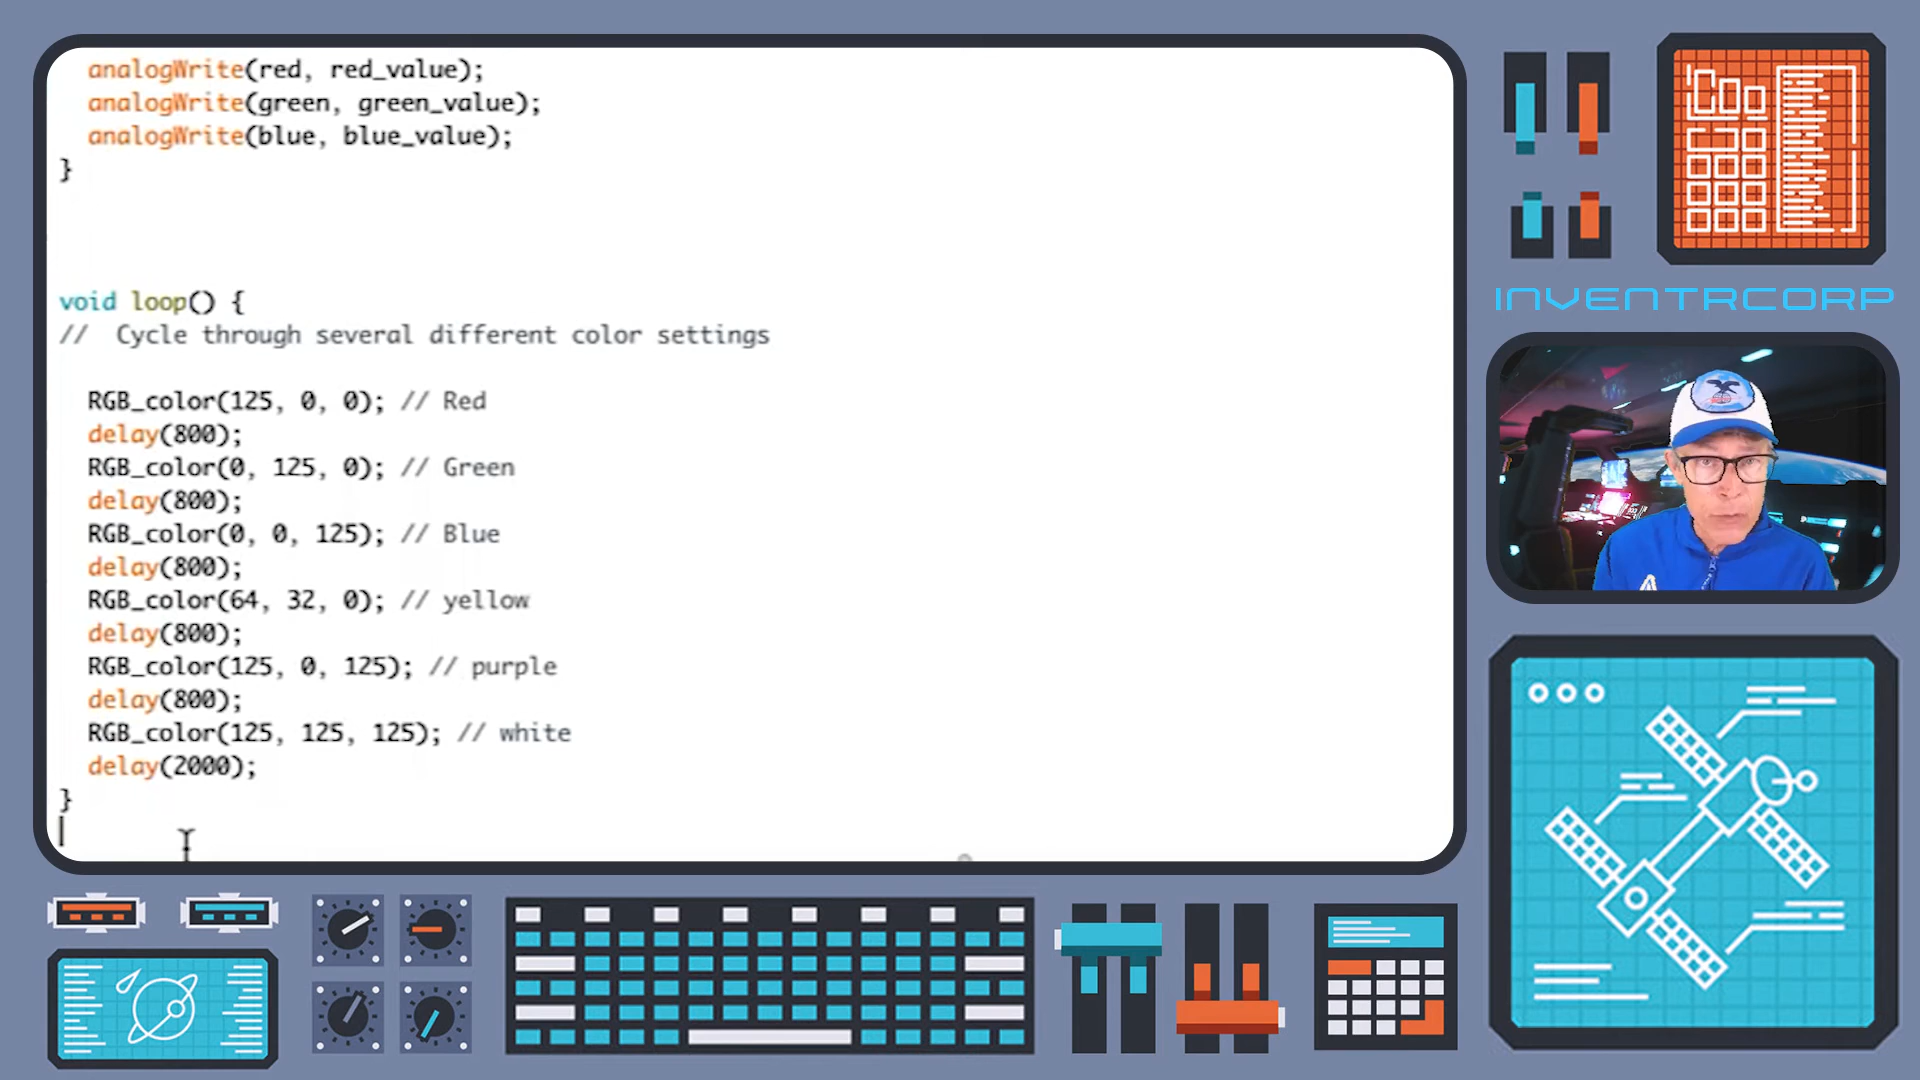 analogWrite(red, red_value);
analogWrite(green, green_value);
analogWrite(blue, blue_value);
}
void loop() {
//  Cycle through several different color settings
RGB_color(125, 0, 0); // Red
delay(800);
RGB_color(0, 125, 0); // Green
delay(800);
RGB_color(0, 0, 125); // Blue
delay(800);
RGB_color(64, 32, 0); // yellow
delay(800);
RGB_color(125, 0, 125); // purple
delay(800);
RGB_color(125, 125, 125); // white
delay(2000);
}
INVENTRCORP